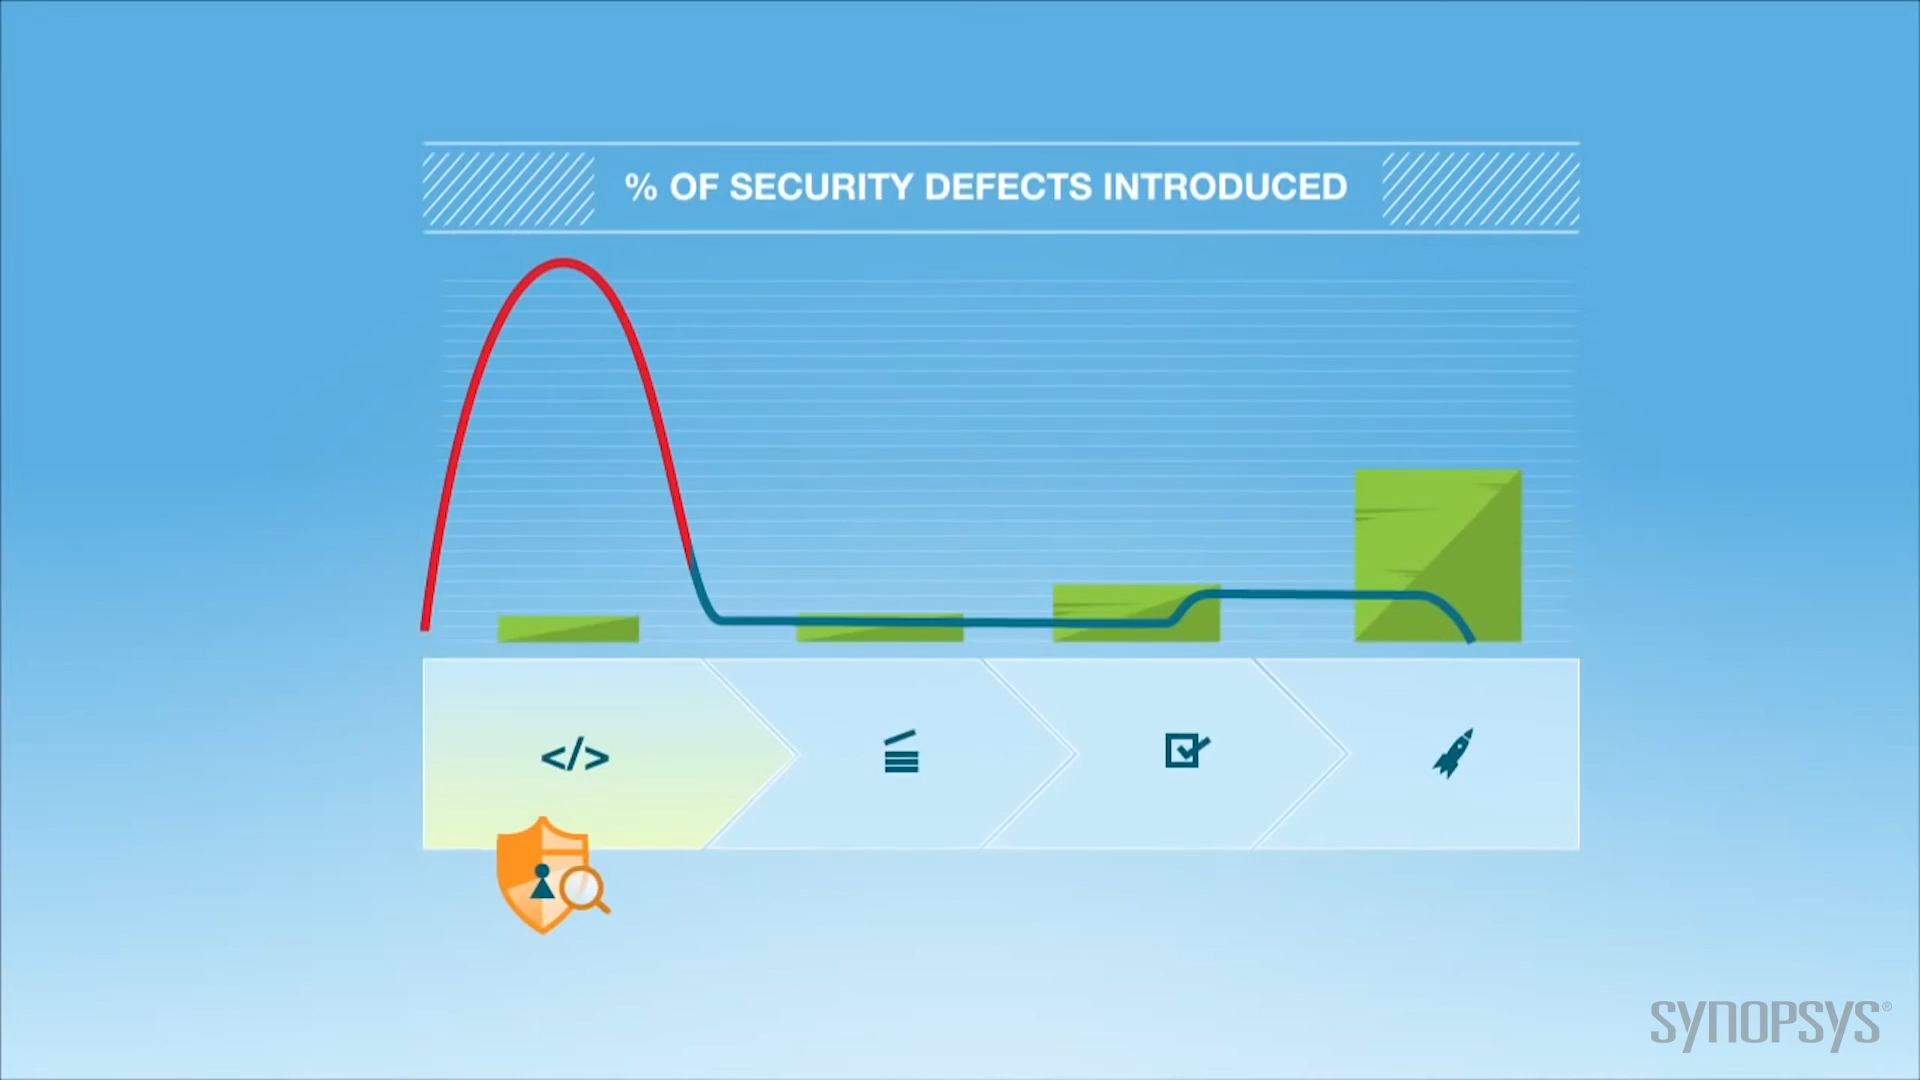 % OF SECURITY DEFECTS INTRODUCED
</>
SYNOPSYS®